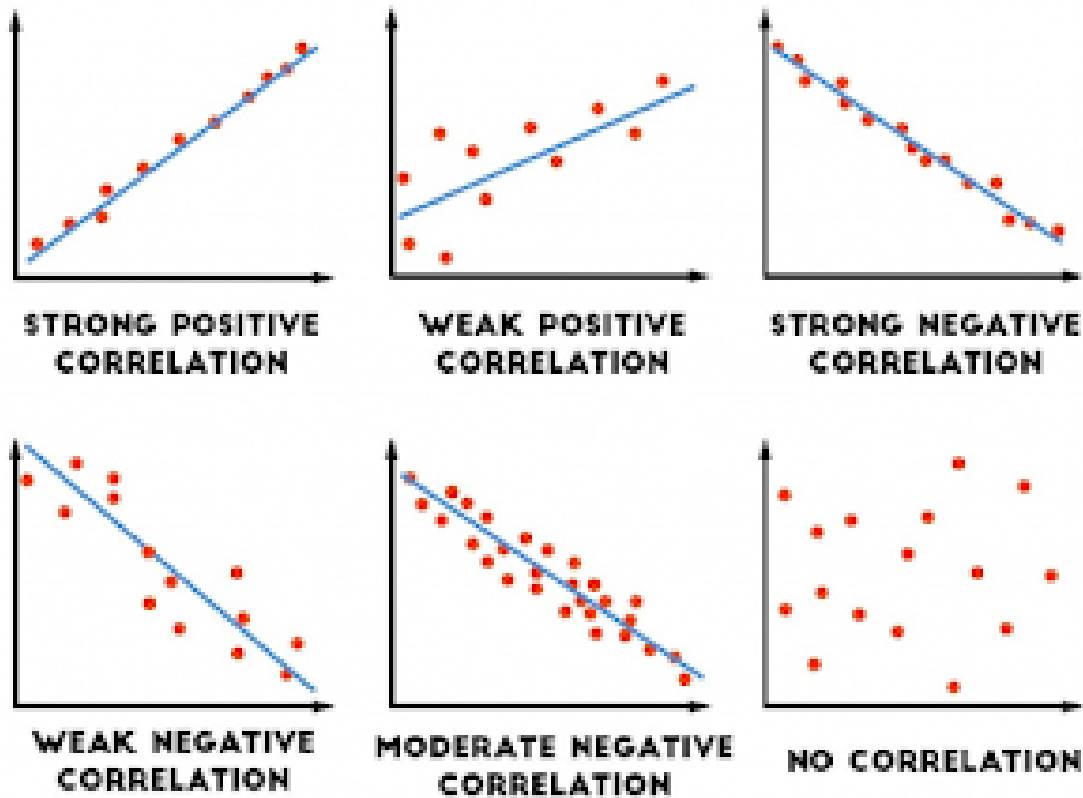 STRONG POSITIVE
CORRELATION
WEAK POSITIVE
CORRELATION
STRONG NEGATIVE
CORRELATION
WEAK NEGATIVE
CORRELATION
MODERATE NEGATIVE
CORRELATION
NO CORRELATION